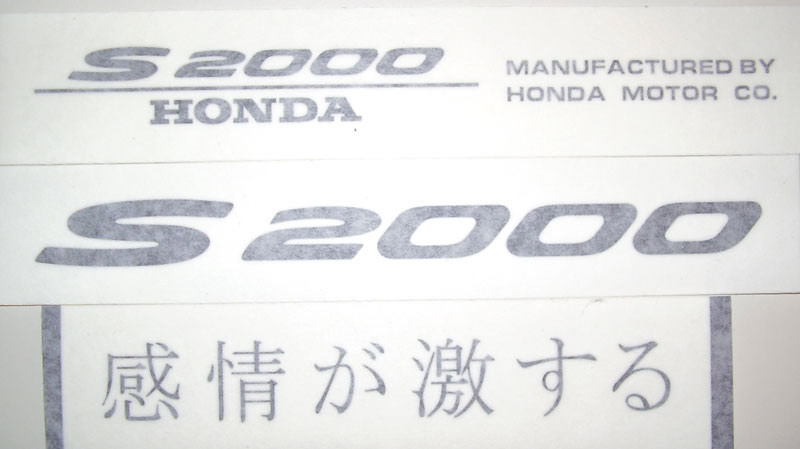 S2000
HONDA
MANUFACTURED BY
HONDA MOTOR CO.
S2000
感情が激する